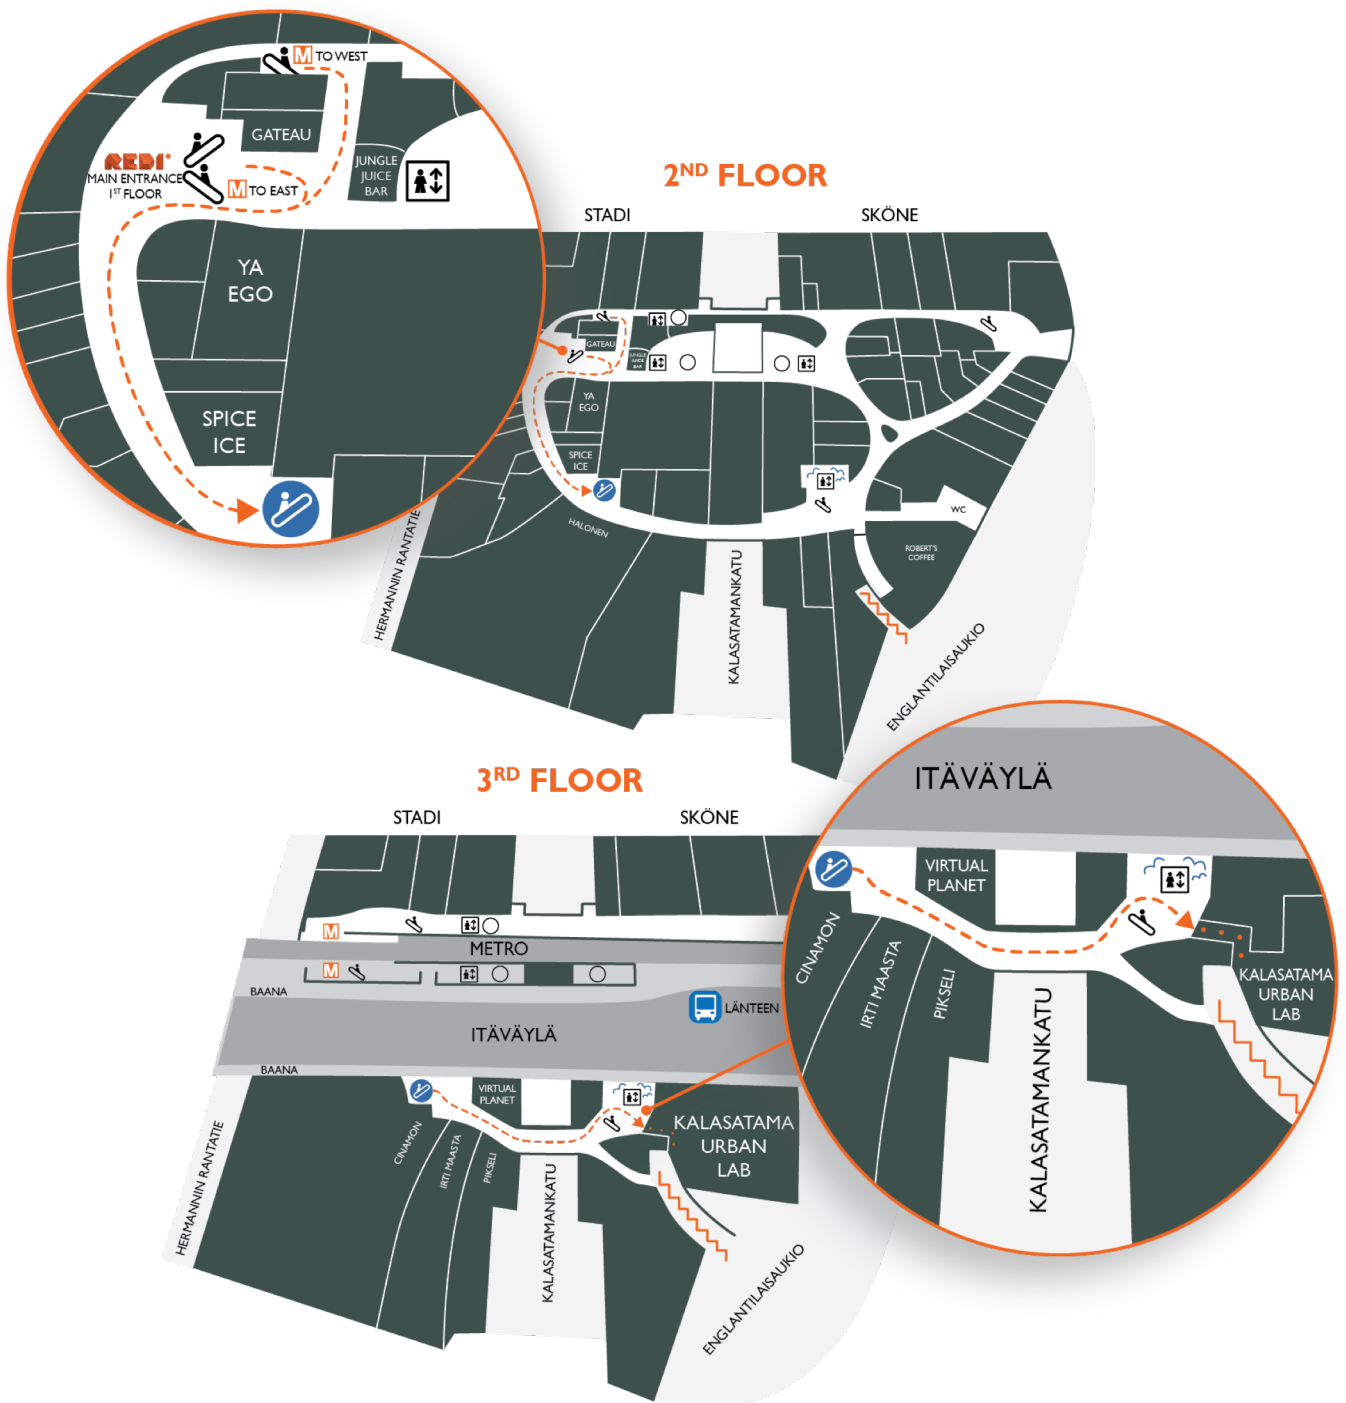 M TO WEST
GATEAU
JUNGLE
JUICE
BAR
REDI
MAIN ENTRANCE
1ST FLOOR
M TO EAST
YA
EGO
SPICE
ICE
2ND FLOOR
STADI
SKÖNE
GATEAU
JUNGLE
JUICE
BAR
YA
EGO
SPICE
ICE
HALONEN
WC
ROBERT'S
COFFEE
HERMANNIN RANTATIE
KALASATAMANKATU
ENGLANTILAISAUKIO
3RD FLOOR
STADI
SKÖNE
M
METRO
M
BAANA
LÄNTEEN
ITÄVÄYLÄ
BAANA
VIRTUAL
PLANET
CINAMON
IRTI MAASTA
PIKSELI
KALASATAMA
URBAN
LAB
HERMANNIN RANTATIE
KALASATAMANKATU
ENGLANTILAISAUKIO
ITÄVÄYLÄ
VIRTUAL
PLANET
CINAMON
IRTI MAASTA
PIKSELI
KALASATAMA
URBAN
LAB
KALASATAMANKATU